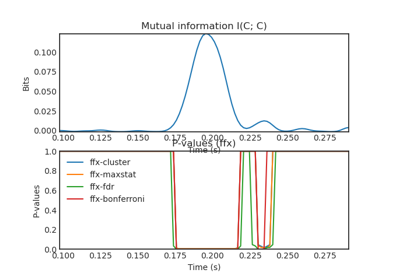 Mutual information I(C; C)
0.100
0.075
0.050
0.025
0.000
Bits
0.100 0.125 0.150 0.175 0.200 0.225 0.250 0.275
Time (s)
P-values (ffx)
1.0
0.8
0.6
0.4
0.2
0.0
P-values
ffx-cluster
ffx-maxstat
ffx-fdr
ffx-bonferroni
0.100 0.125 0.150 0.175 0.200 0.225 0.250 0.275
Time (s)